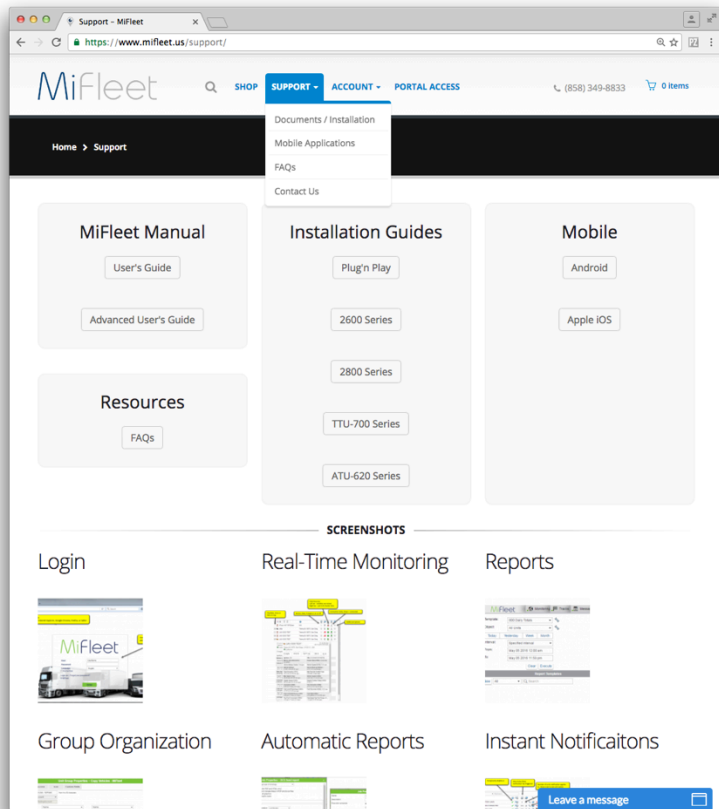 Support – MiFleet
https://www.mifleet.us/support/
MiFleet
SHOP
SUPPORT
ACCOUNT
PORTAL ACCESS
(858) 349-8833
0 items
Documents / Installation
Mobile Applications
FAQs
Contact Us
Home > Support
MiFleet Manual
User's Guide
Advanced User's Guide
Resources
FAQs
Installation Guides
Plug'n Play
2600 Series
2800 Series
TTU-700 Series
ATU-620 Series
Mobile
Android
Apple iOS
SCREENSHOTS
Login
Real-Time Monitoring
Reports
MiFleet
MiFleet
Group Organization
Automatic Reports
Instant Notificaitons
Leave a message